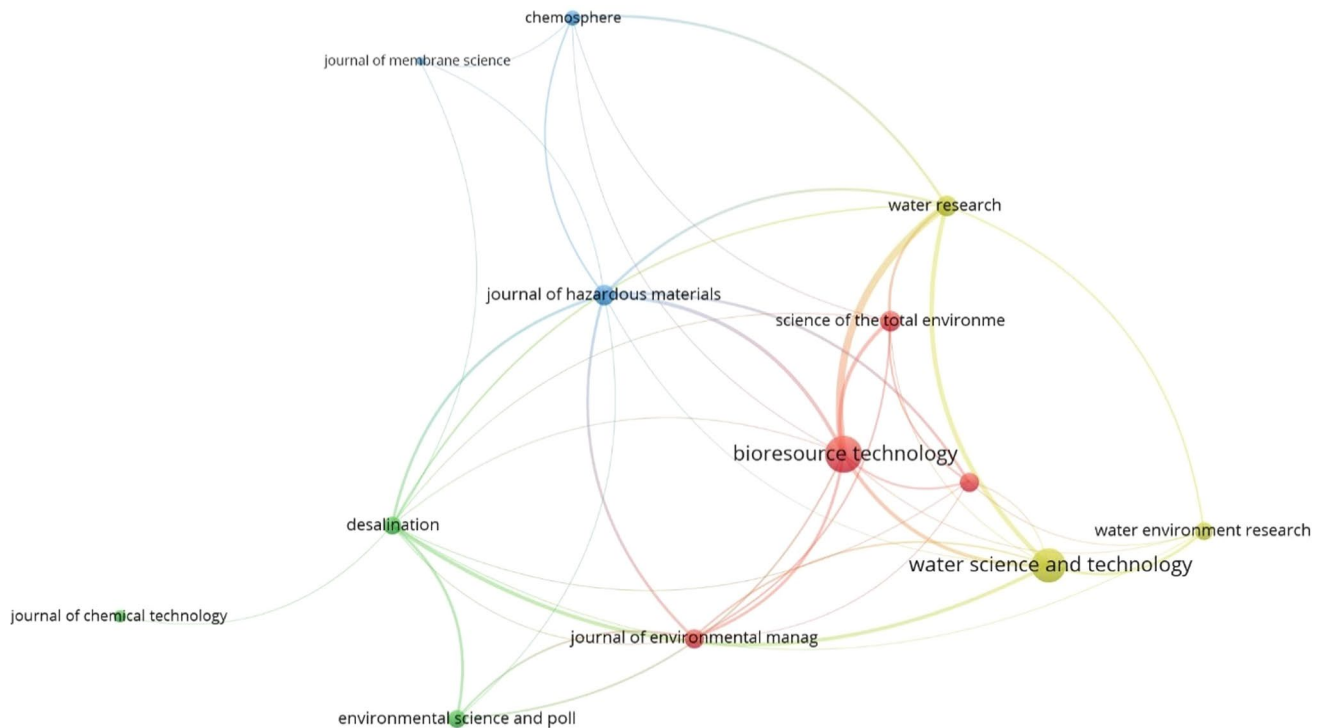 chemosphere
journal of membrane science
water research
journal of hazardous materials
science of the total environme
bioresource technology
desalination
water environment research
water science and technology
journal of chemical technology
journal of environmental manag
environmental science and poll